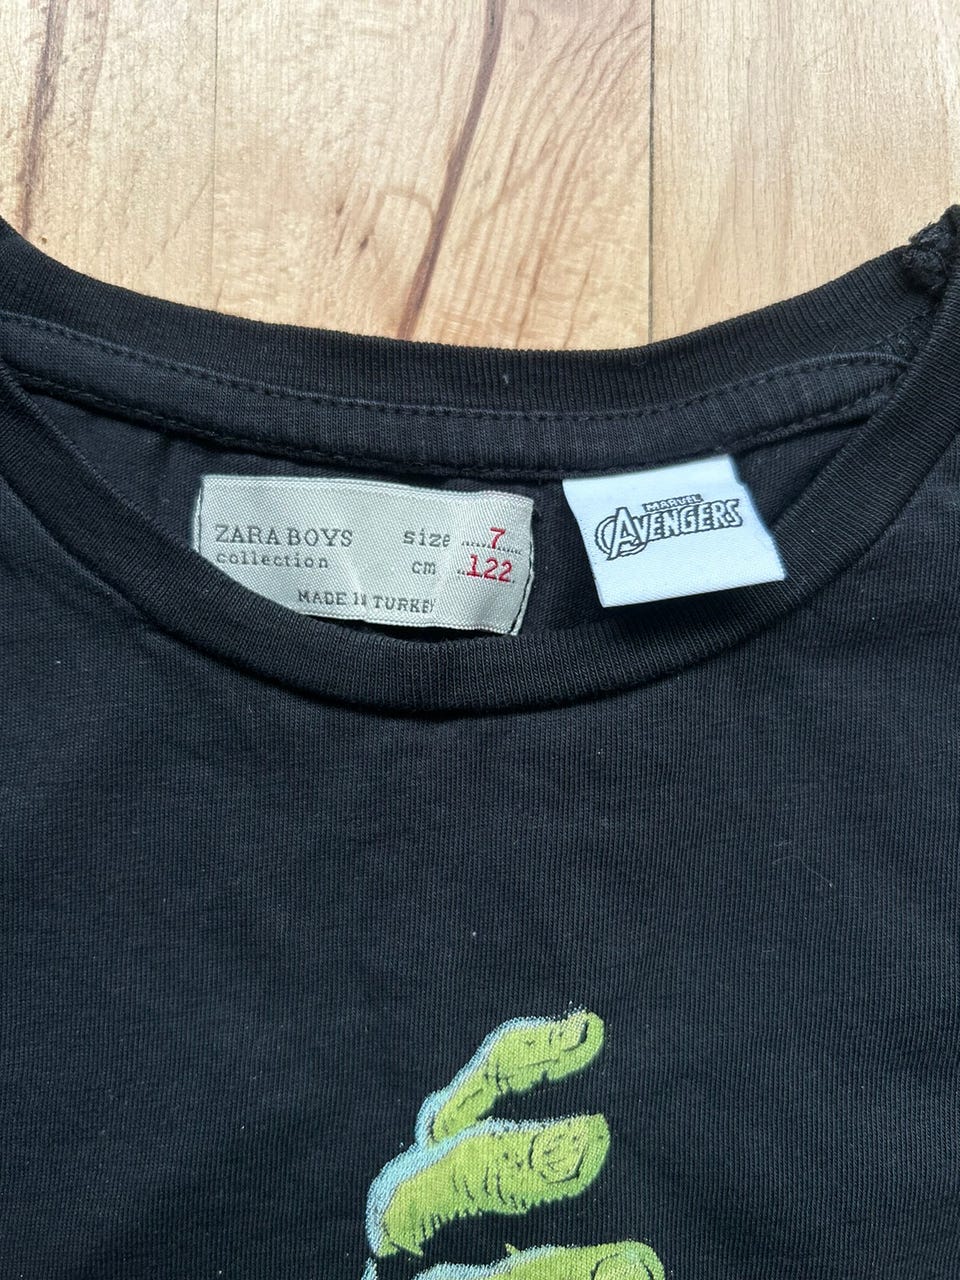 ZARA BOYS
collection
size ......7.....
cm ..122
MADE IN TURKEY
MARVEL
AVENGERS